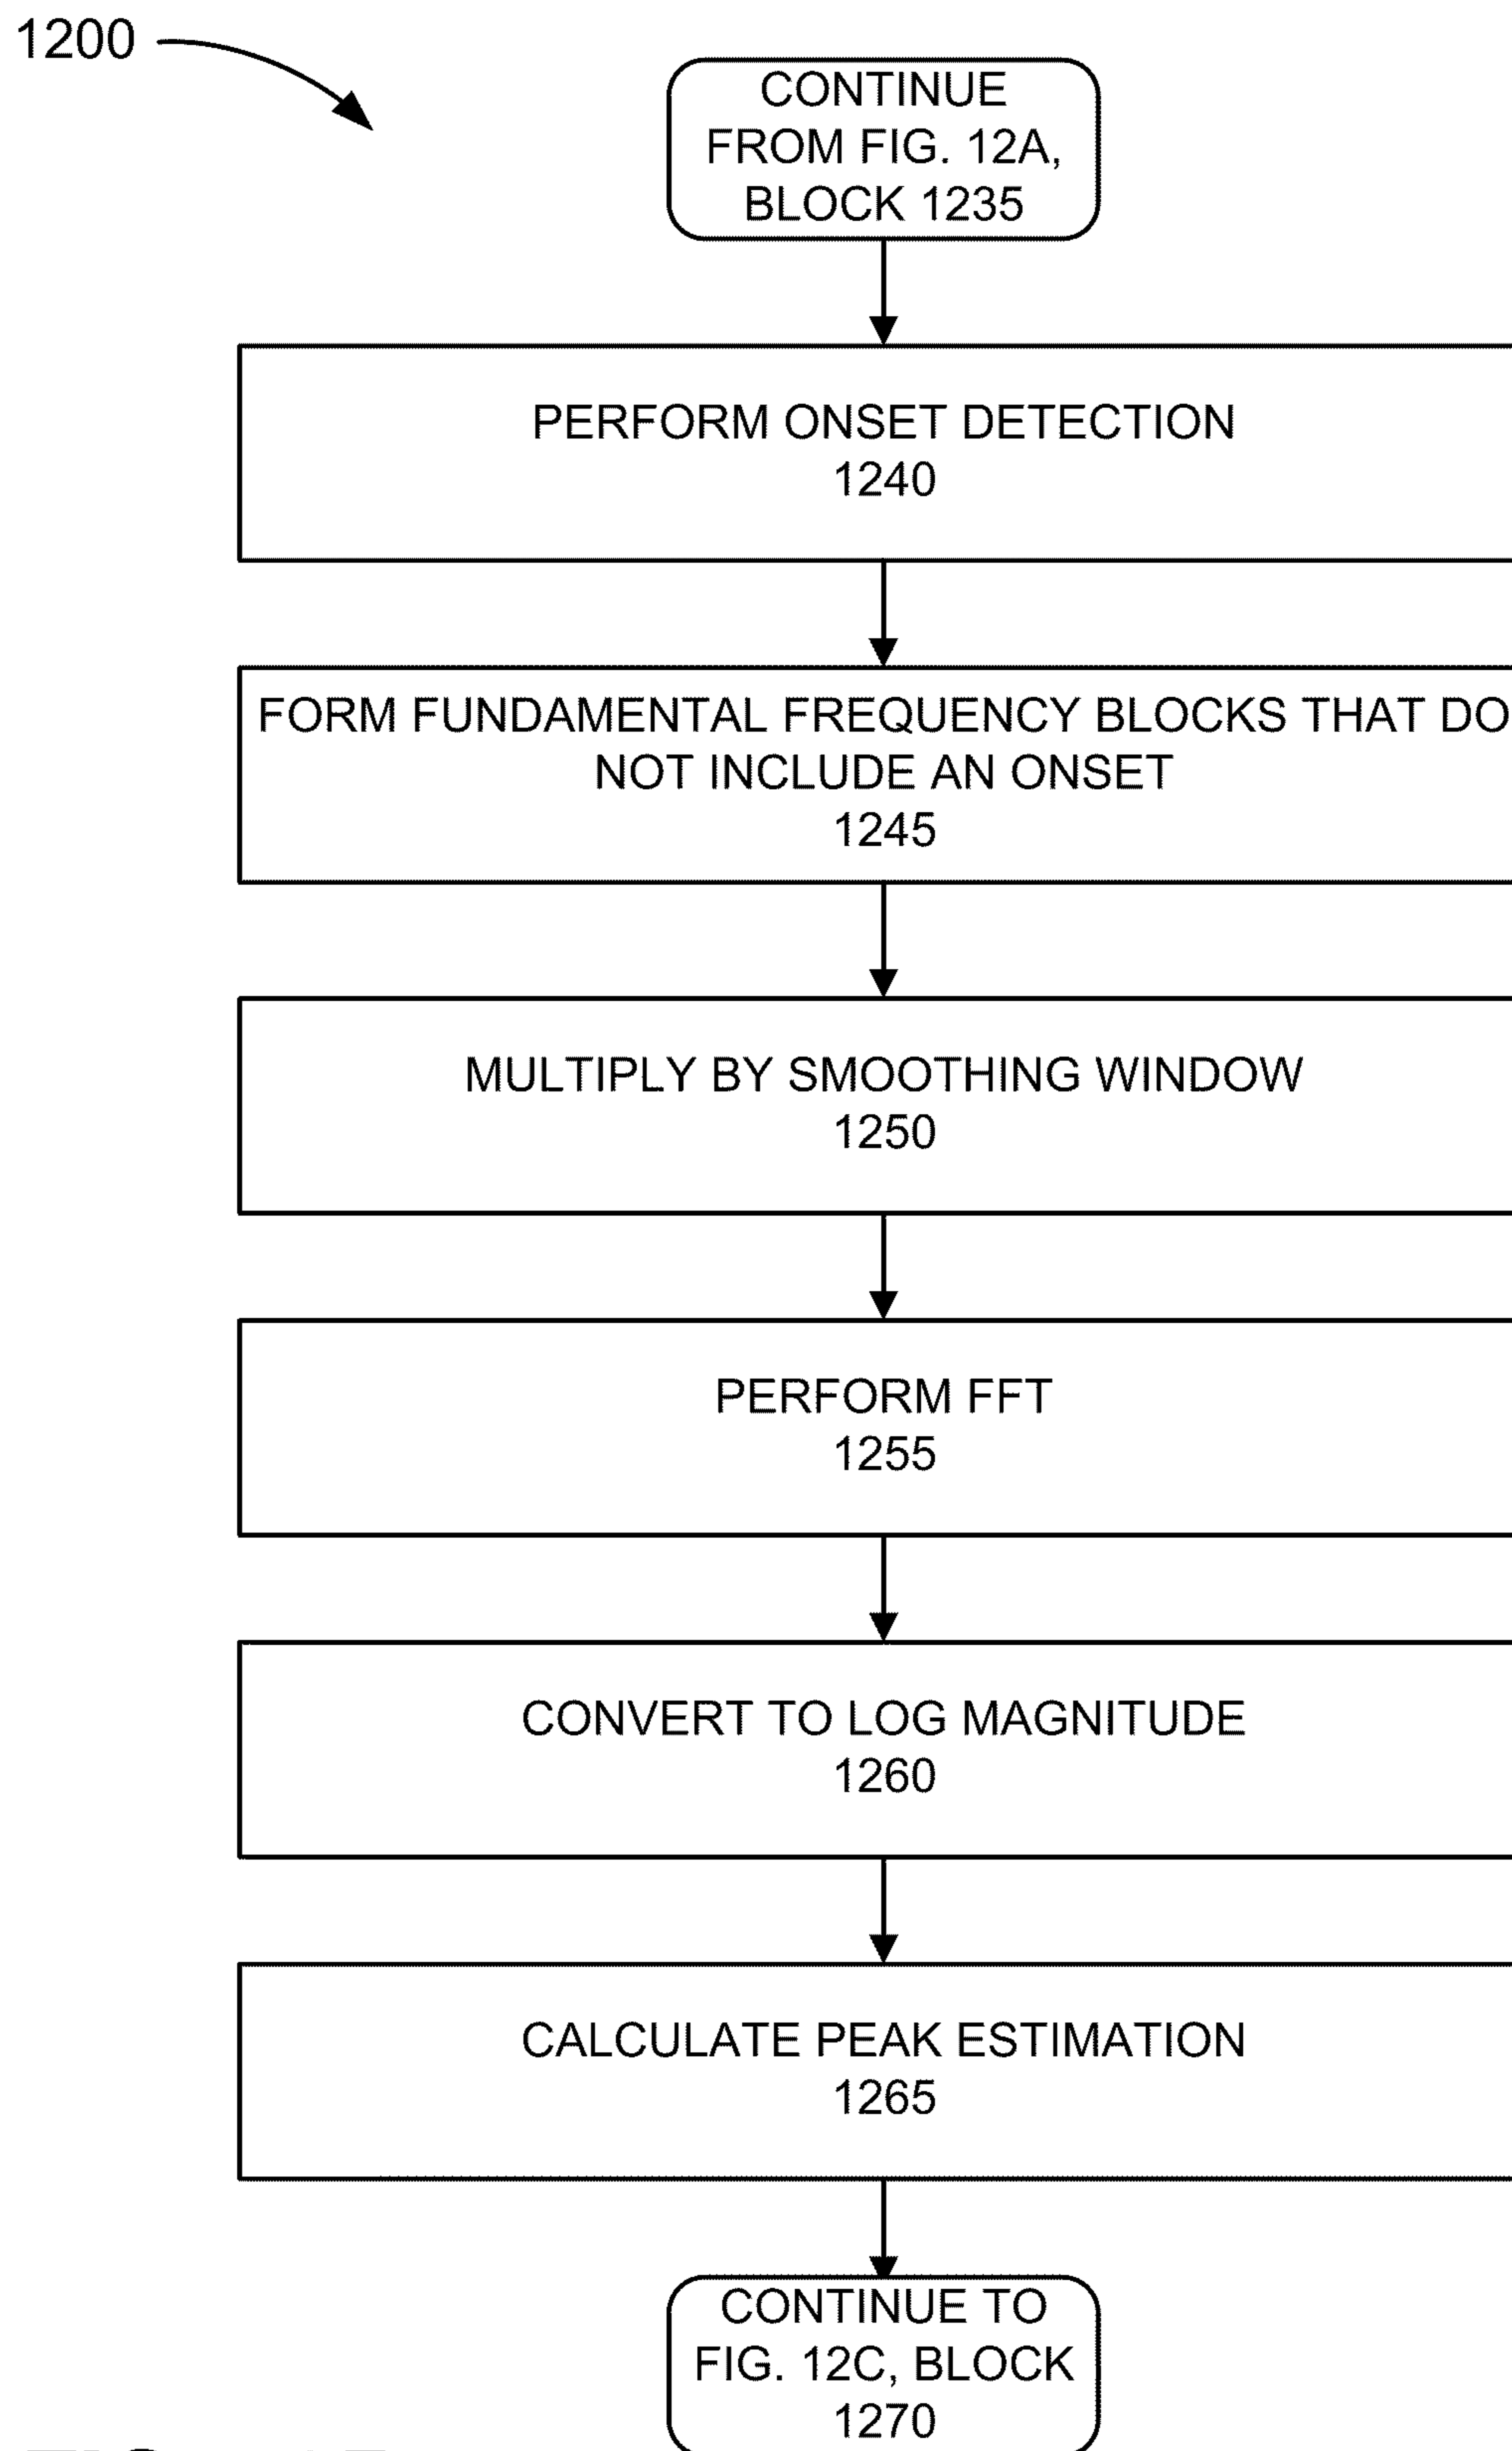 1200
CONTINUE
FROM FIG. 12A,
BLOCK 1235
PERFORM ONSET DETECTION
1240
FORM FUNDAMENTAL FREQUENCY BLOCKS THAT DO
NOT INCLUDE AN ONSET
1245
MULTIPLY BY SMOOTHING WINDOW
1250
PERFORM FFT
1255
CONVERT TO LOG MAGNITUDE
1260
CALCULATE PEAK ESTIMATION
1265
CONTINUE TO
FIG. 12C, BLOCK
1270